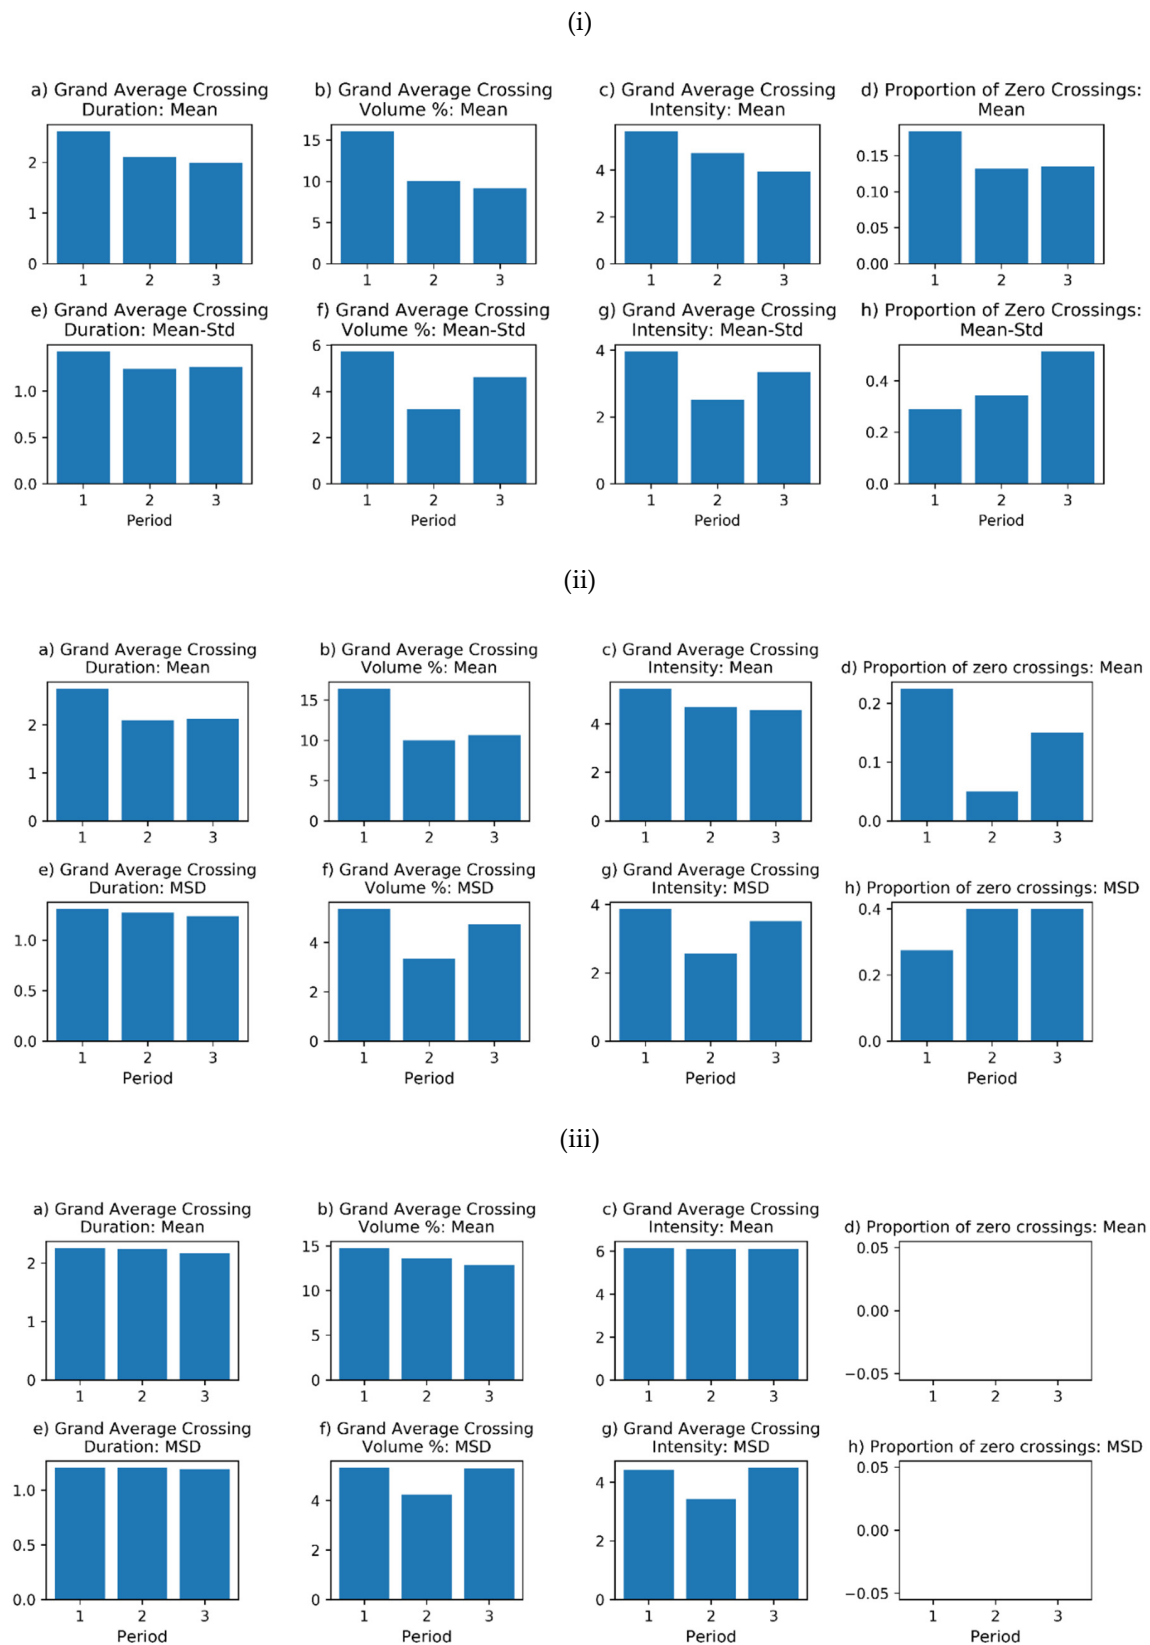 (i)
a) Grand Average Crossing
Duration: Mean
b) Grand Average Crossing
Volume %: Mean
c) Grand Average Crossing
Intensity: Mean
d) Proportion of Zero Crossings:
Mean
2
1
0
1 2 3
15
10
5
0
1 2 3
4
2
0
1 2 3
0.15
0.10
0.05
0.00
1 2 3
e) Grand Average Crossing
Duration: Mean-Std
f) Grand Average Crossing
Volume %: Mean-Std
g) Grand Average Crossing
Intensity: Mean-Std
h) Proportion of Zero Crossings:
Mean-Std
1.0
0.5
0.0
1 2 3
Period
6
4
2
0
1 2 3
Period
4
2
0
1 2 3
Period
0.4
0.2
0.0
1 2 3
Period
(ii)
a) Grand Average Crossing
Duration: Mean
b) Grand Average Crossing
Volume %: Mean
c) Grand Average Crossing
Intensity: Mean
d) Proportion of zero crossings: Mean
2
1
0
1 2 3
15
10
5
0
1 2 3
4
2
0
1 2 3
0.2
0.1
0.0
1 2 3
e) Grand Average Crossing
Duration: MSD
f) Grand Average Crossing
Volume %: MSD
g) Grand Average Crossing
Intensity: MSD
h) Proportion of zero crossings: MSD
1.0
0.5
0.0
1 2 3
Period
4
2
0
1 2 3
Period
4
2
0
1 2 3
Period
0.4
0.2
0.0
1 2 3
Period
(iii)
a) Grand Average Crossing
Duration: Mean
b) Grand Average Crossing
Volume %: Mean
c) Grand Average Crossing
Intensity: Mean
d) Proportion of zero crossings: Mean
2
1
0
1 2 3
15
10
5
0
1 2 3
6
4
2
0
1 2 3
0.05
0.00
−0.05
1 2 3
e) Grand Average Crossing
Duration: MSD
f) Grand Average Crossing
Volume %: MSD
g) Grand Average Crossing
Intensity: MSD
h) Proportion of zero crossings: MSD
1.0
0.5
0.0
1 2 3
Period
4
2
0
1 2 3
Period
4
2
0
1 2 3
Period
0.05
0.00
−0.05
1 2 3
Period